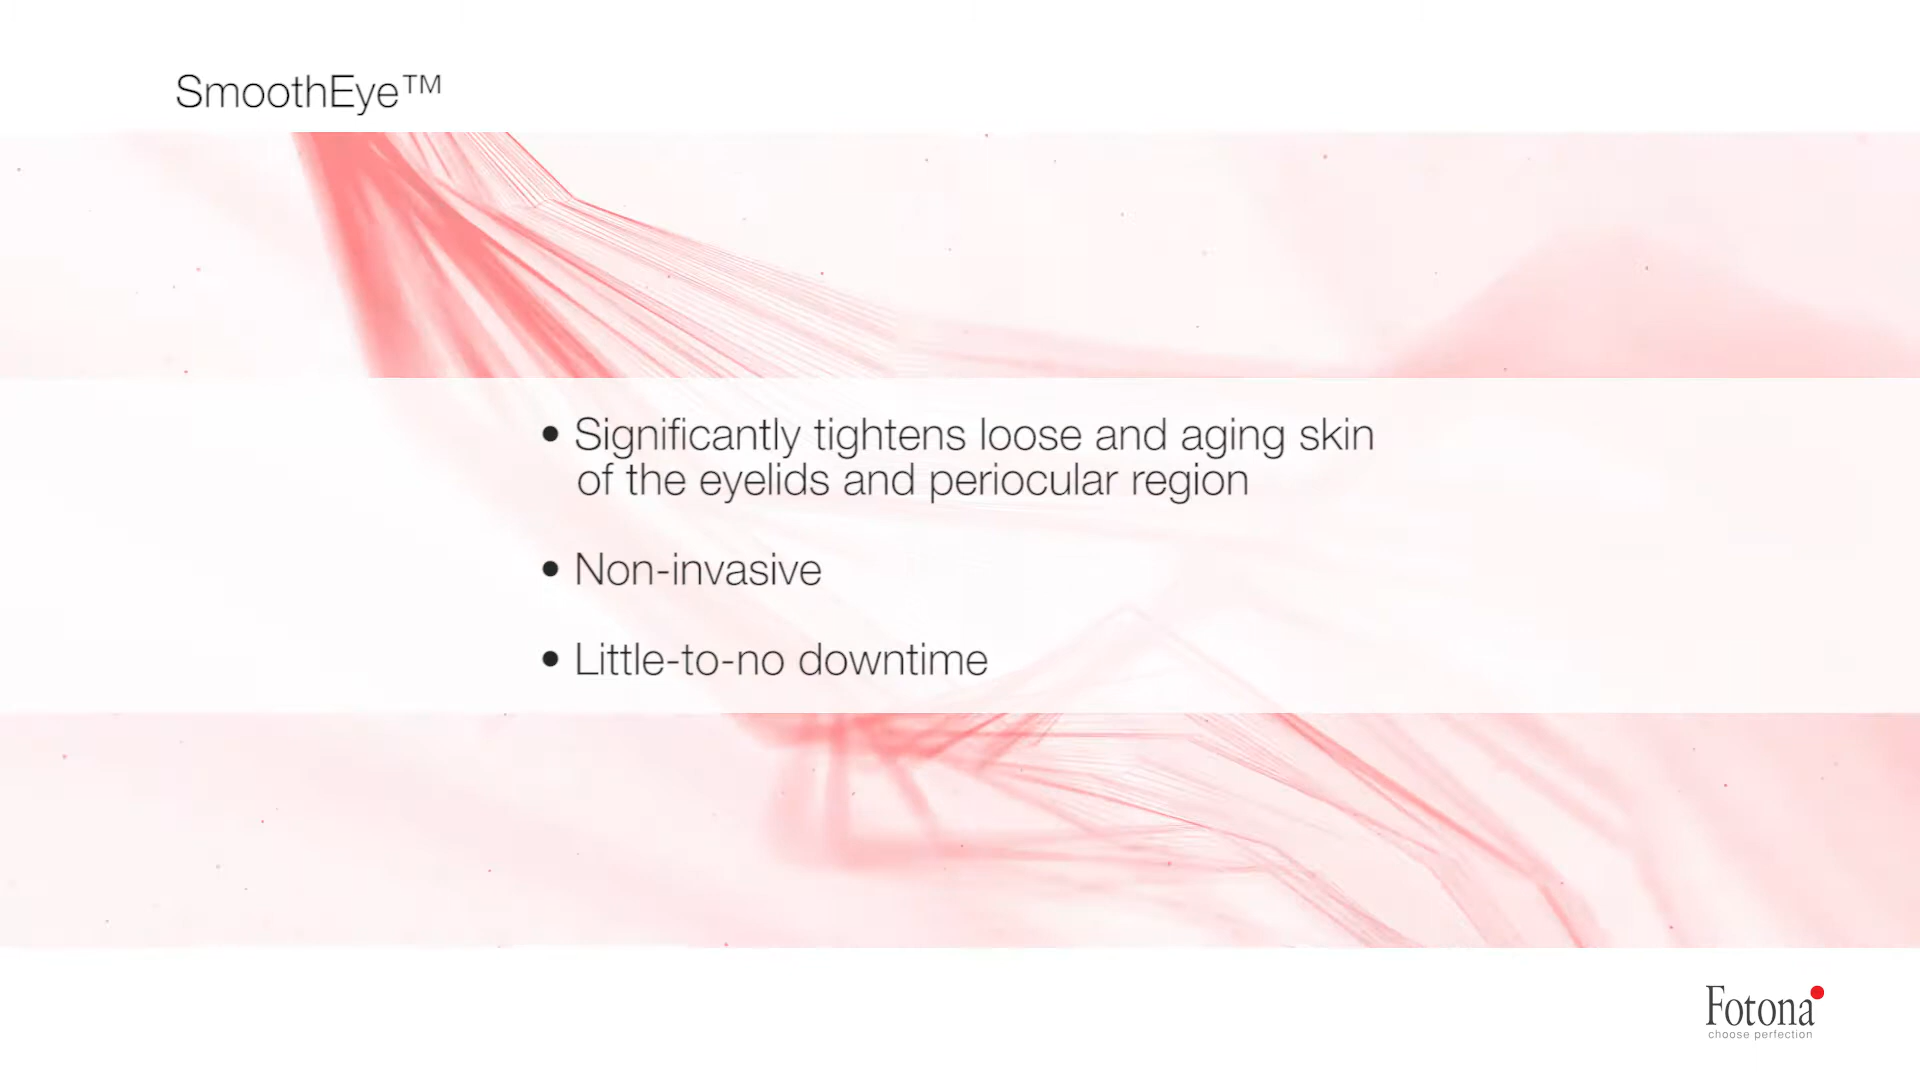 SmoothEye™
• Significantly tightens loose and aging skin
of the eyelids and periocular region
• Non-invasive
• Little-to-no downtime
Fotona
choose perfection